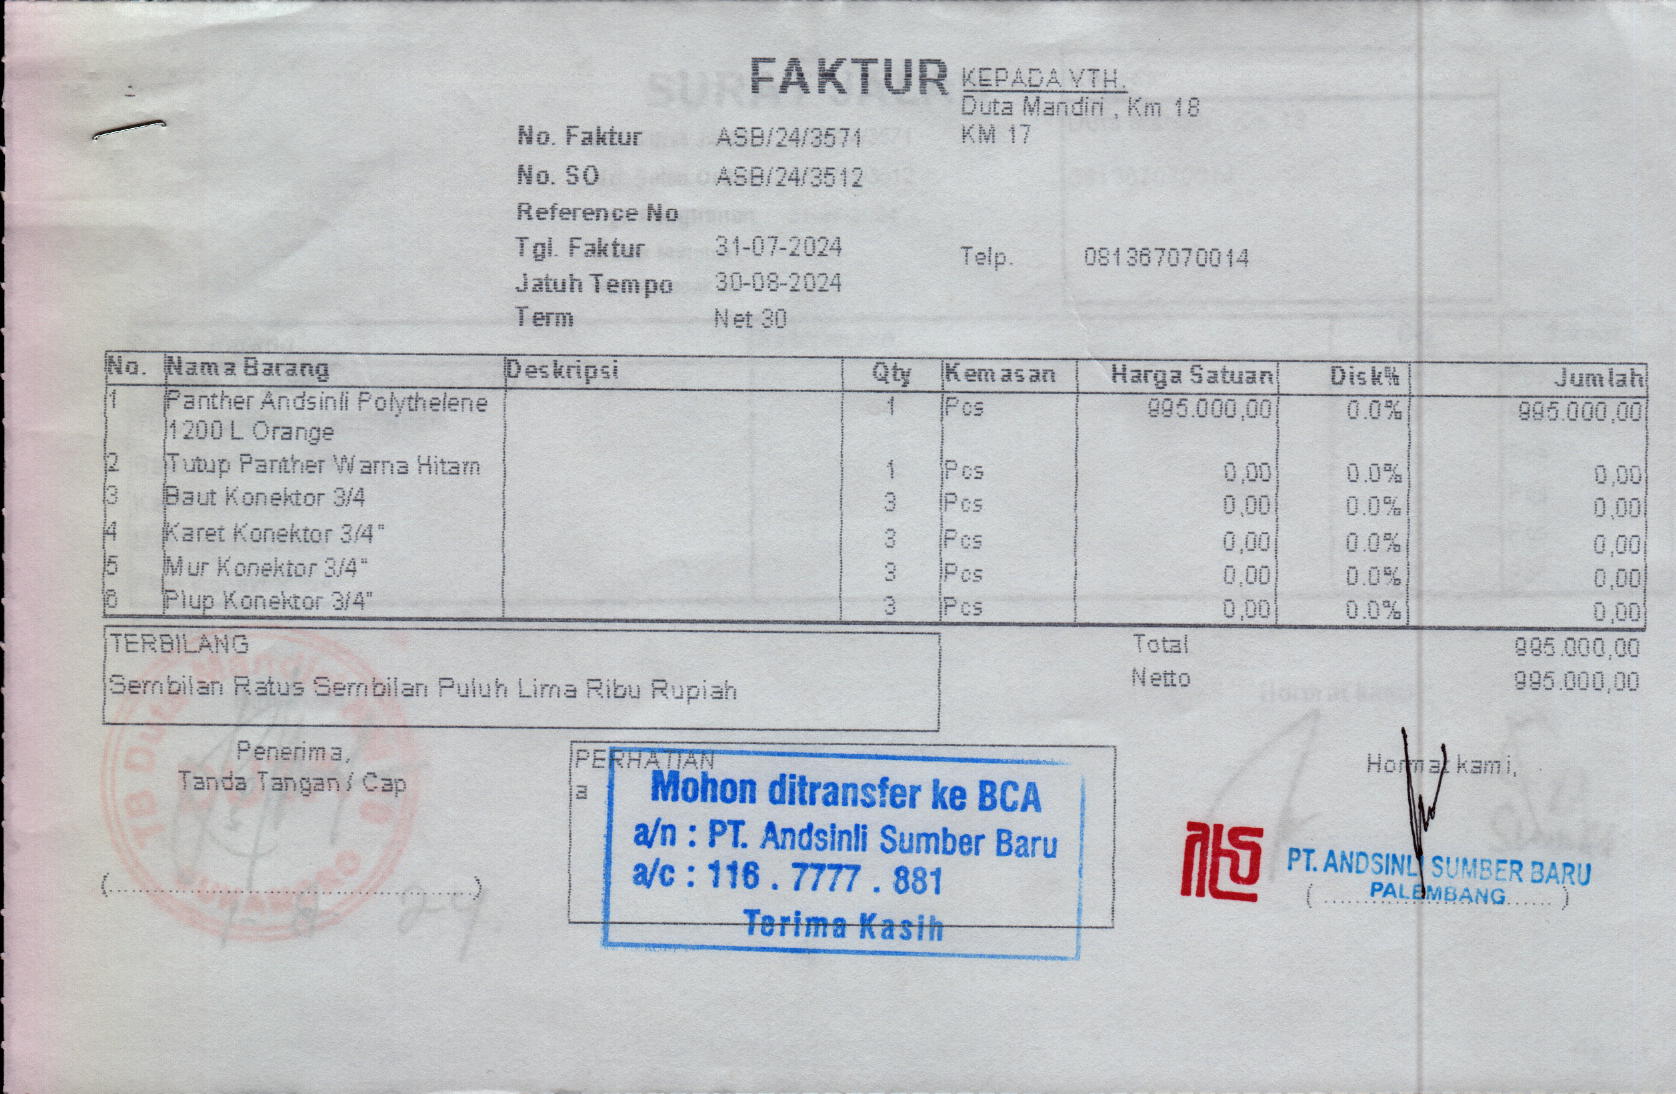 FAKTUR
KEPADA YTH.
Duta Mandiri , Km 18
KM 17
Telp. 081367070014
No. Faktur ASB/24/3571
No. SO ASB/24/3512
Reference No
Tgl. Faktur 31-07-2024
Jatuh Tempo 30-08-2024
Term Net 30
No. Nama Barang Deskripsi Qty Kemasan Harga Satuan Disk% Jumlah
1 Panther Andsinli Polythelene 1 Pcs 995.000,00 0.0% 995.000,00
1200 L Orange
2 Tutup Panther Warna Hitam 1 Pcs 0,00 0.0% 0,00
3 Baut Konektor 3/4 3 Pcs 0,00 0.0% 0,00
4 Karet Konektor 3/4" 3 Pcs 0,00 0.0% 0,00
5 Mur Konektor 3/4" 3 Pcs 0,00 0.0% 0,00
6 Plup Konektor 3/4" 3 Pcs 0,00 0.0% 0,00
TERBILANG
Sembilan Ratus Sembilan Puluh Lima Ribu Rupiah
Total 995.000,00
Netto 995.000,00
Penerima,
Tanda Tangan / Cap
TB Duta Mandiri
PERHATIAN
a
Mohon ditransfer ke BCA
a/n : PT. Andsinli Sumber Baru
a/c : 116 . 7777 . 881
Terima Kasih
Hormat kami,
PT. ANDSINLI SUMBER BARU
PALEMBANG